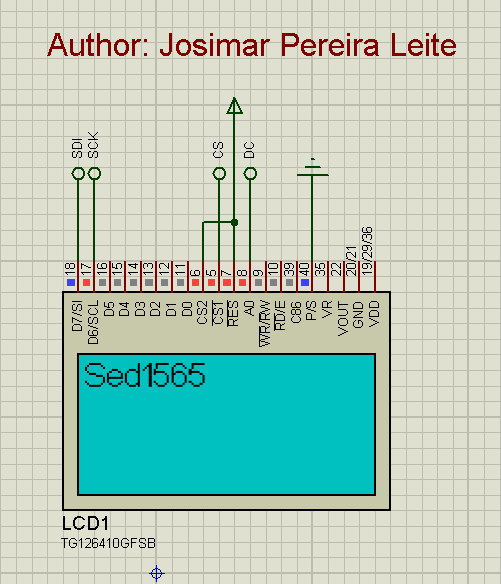 Author: Josimar Pereira Leite
SDI
SCK
CS
DC
18
17
16
15
14
13
12
11
6
5
7
8
9
10
39
40
35
22
20/21
19/29/36
D7/SI
D6/SCL
D5
D4
D3
D2
D1
D0
CS2
CS1
RES
A0
WR/RW
RD/E
C86
P/S
VR
VOUT
GND
VDD
Sed1565
LCD1
TG126410GFSB